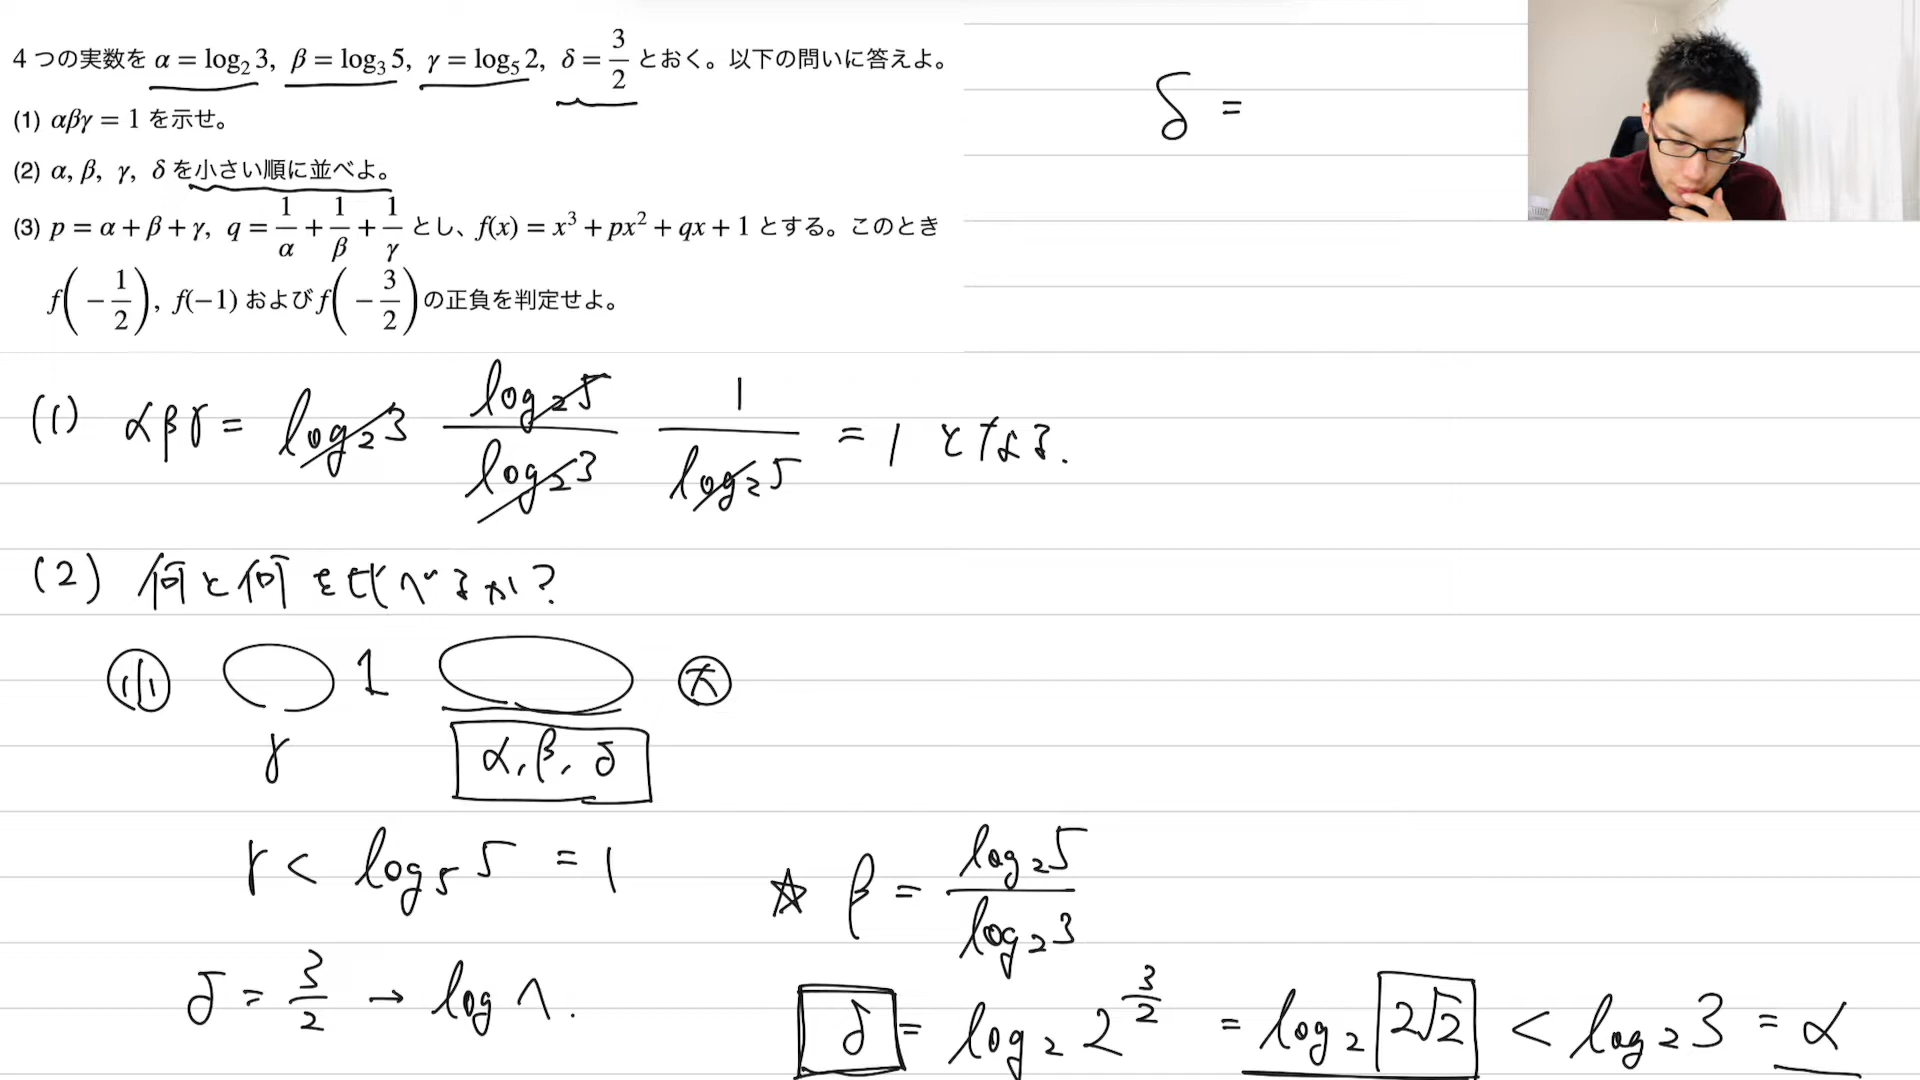 4 つの実数を α = log₂ 3, β = log₃ 5, γ = log₅ 2, δ = 3/2 とおく。以下の問いに答えよ。
(1) αβγ = 1 を示せ。
(2) α, β, γ, δ を小さい順に並べよ。
(3) p = α + β + γ, q = 1/α + 1/β + 1/γ とし、f(x) = x³ + px² + qx + 1 とする。このとき
f(−1/2), f(−1) および f(−3/2) の正負を判定せよ。
δ =
(1) αβγ = log₂3 log₂5/log₂3 1/log₂5 = 1 となる.
(2) 何と何を比べるか?
小 1 大
γ α, β, δ
γ < log₅5 = 1
☆ β = log₂5/log₂3
δ = 3/2 → log へ.
δ = log₂ 2^(3/2) = log₂ 2√2 < log₂ 3 = α